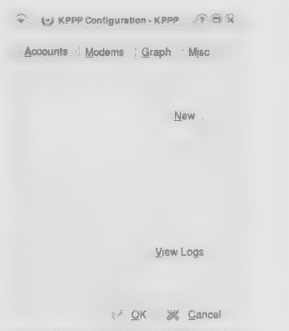 KPPP Configuration - KPPP
Accounts Modems Graph Misc
New
View Logs
OK Cancel